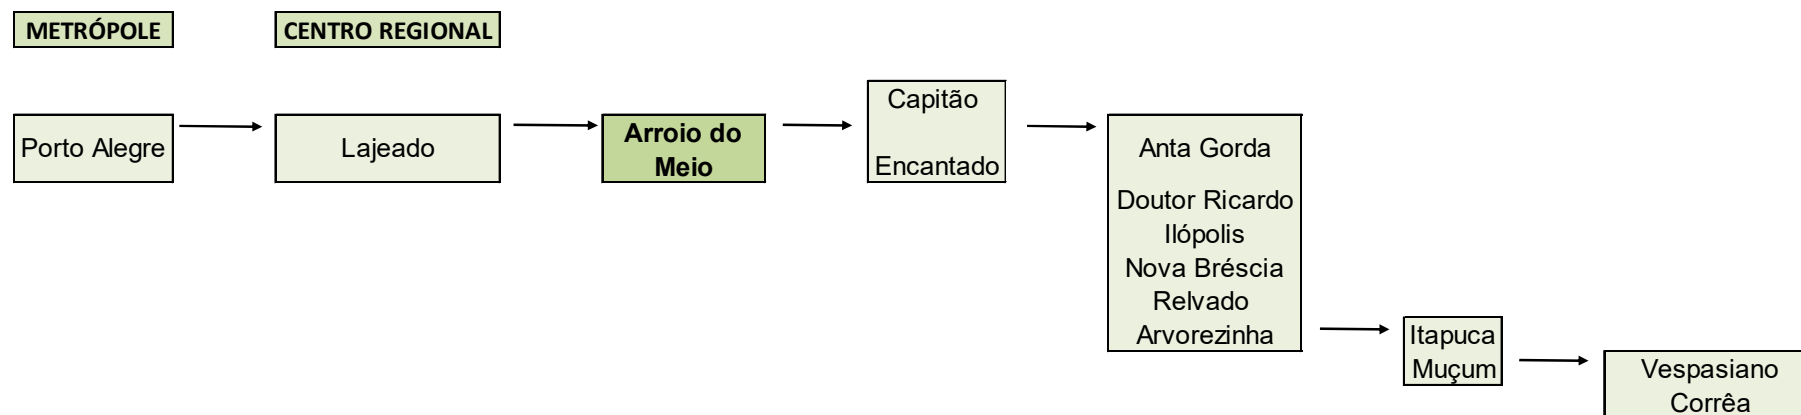 METRÓPOLE
CENTRO REGIONAL
Porto Alegre
Lajeado
Arroio do
Meio
Capitão
Encantado
Anta Gorda
Doutor Ricardo
Ilópolis
Nova Bréscia
Relvado
Arvorezinha
Itapuca
Muçum
Vespasiano
Corrêa